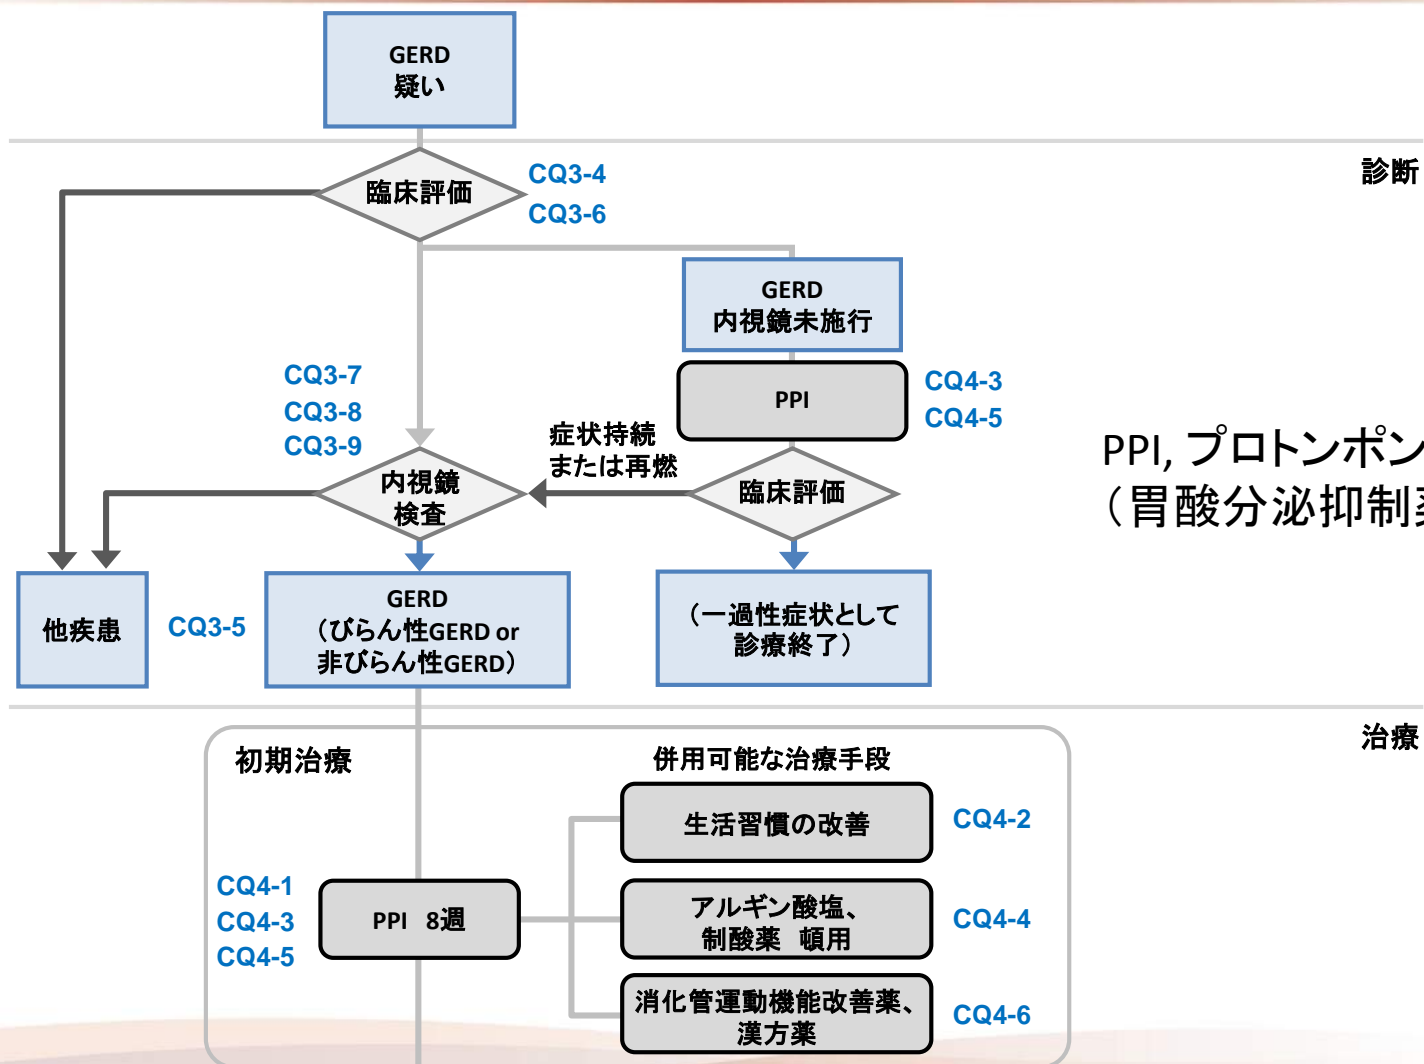 GERD
疑い
診断
臨床評価
CQ3-4
CQ3-6
GERD
内視鏡未施行
CQ3-7
CQ3-8
CQ3-9
PPI
CQ4-3
CQ4-5
症状持続
または再燃
PPI, プロトンポン
（胃酸分泌抑制
内視鏡
検査
臨床評価
他疾患
CQ3-5
GERD
（びらん性GERD or
非びらん性GERD）
（一過性症状として
診療終了）
治療
初期治療
併用可能な治療手段
生活習慣の改善
CQ4-2
CQ4-1
CQ4-3
CQ4-5
PPI 8週
アルギン酸塩、
制酸薬 頓用
CQ4-4
消化管運動機能改善薬、
漢方薬
CQ4-6